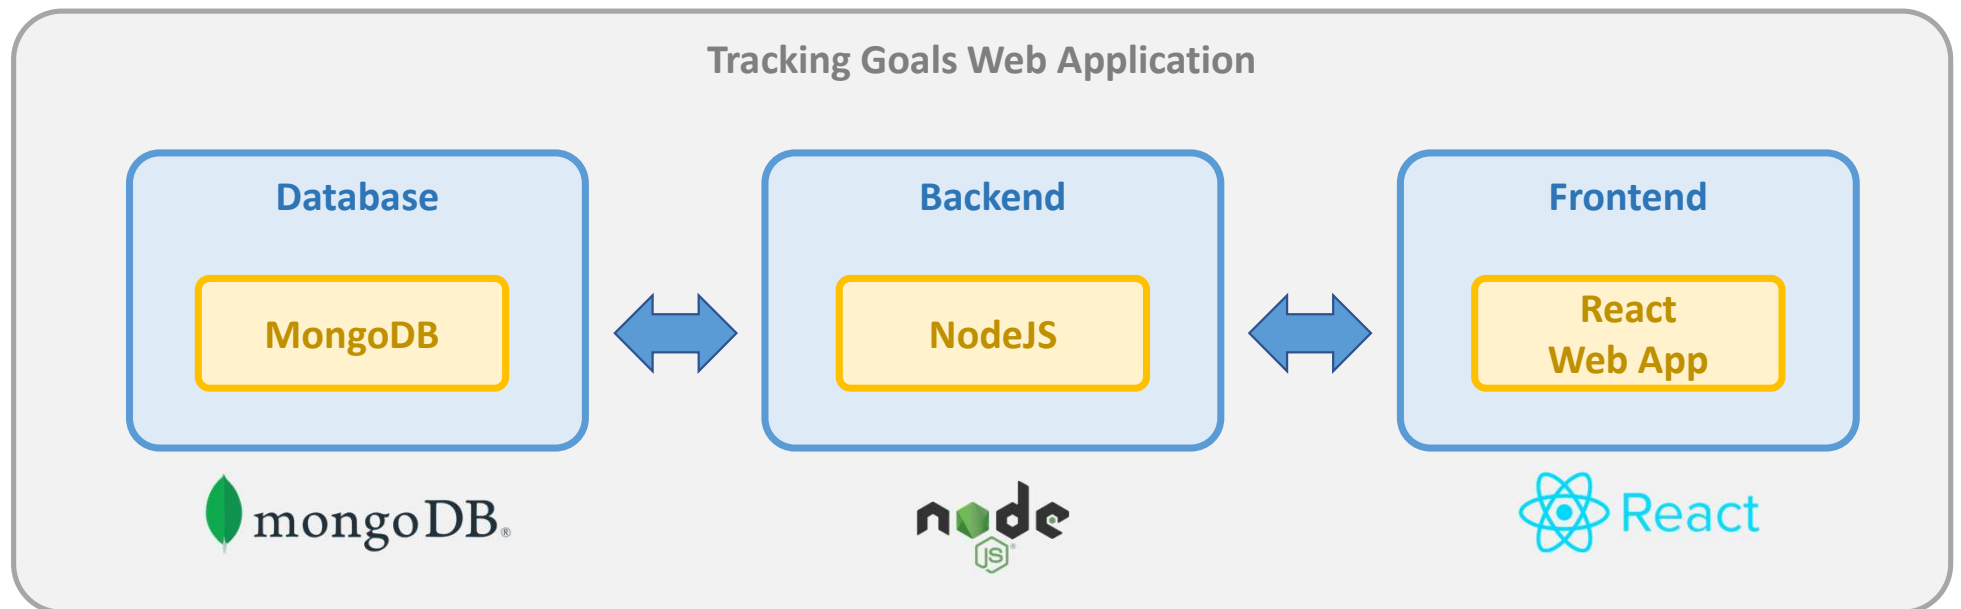 Tracking Goals Web Application
Database
Backend
Frontend
MongoDB
NodeJS
React
Web App
mongoDB®
node
JS®
React